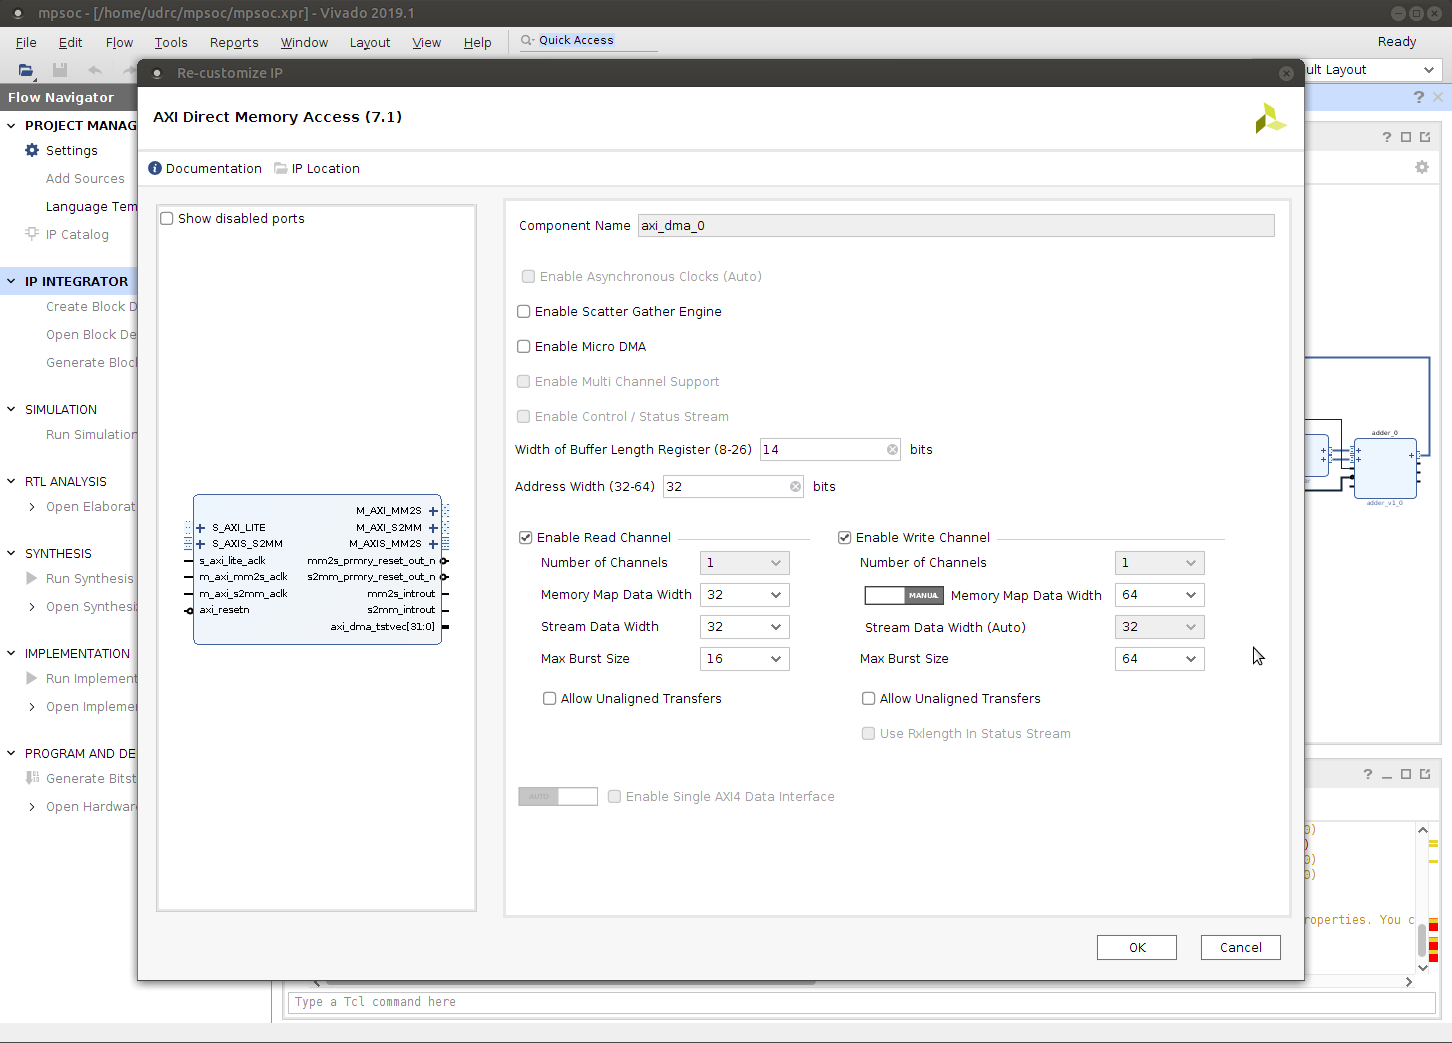 mpsoc - [/home/udrc/mpsoc/mpsoc.xpr] - Vivado 2019.1
File Edit Flow Tools Reports Window Layout View Help Quick Access Ready
ult Layout
Flow Navigator
PROJECT MANAG
Settings
Add Sources
Language Tem
IP Catalog
IP INTEGRATOR
Create Block D
Open Block De
Generate Bloc
SIMULATION
Run Simulation
RTL ANALYSIS
Open Elaborat
SYNTHESIS
Run Synthesis
Open Synthesi
IMPLEMENTATION
Run Implement
Open Impleme
PROGRAM AND DE
Generate Bitst
Open Hardware
Re-customize IP
AXI Direct Memory Access (7.1)
Documentation IP Location
Show disabled ports
M_AXI_MM2S
S_AXI_LITE M_AXI_S2MM
S_AXIS_S2MM M_AXIS_MM2S
s_axi_lite_aclk mm2s_prmry_reset_out_n
m_axi_mm2s_aclk s2mm_prmry_reset_out_n
m_axi_s2mm_aclk mm2s_introut
axi_resetn s2mm_introut
axi_dma_tstvec[31:0]
Component Name axi_dma_0
Enable Asynchronous Clocks (Auto)
Enable Scatter Gather Engine
Enable Micro DMA
Enable Multi Channel Support
Enable Control / Status Stream
Width of Buffer Length Register (8-26) 14 bits
Address Width (32-64) 32 bits
Enable Read Channel Enable Write Channel
Number of Channels 1 Number of Channels 1
Memory Map Data Width 32 MANUAL Memory Map Data Width 64
Stream Data Width 32 Stream Data Width (Auto) 32
Max Burst Size 16 Max Burst Size 64
Allow Unaligned Transfers Allow Unaligned Transfers
Use Rxlength In Status Stream
AUTO Enable Single AXI4 Data Interface
OK Cancel
adder_0
adder_v1_0
0)
)
0)
0)
roperties. You c
Type a Tcl command here